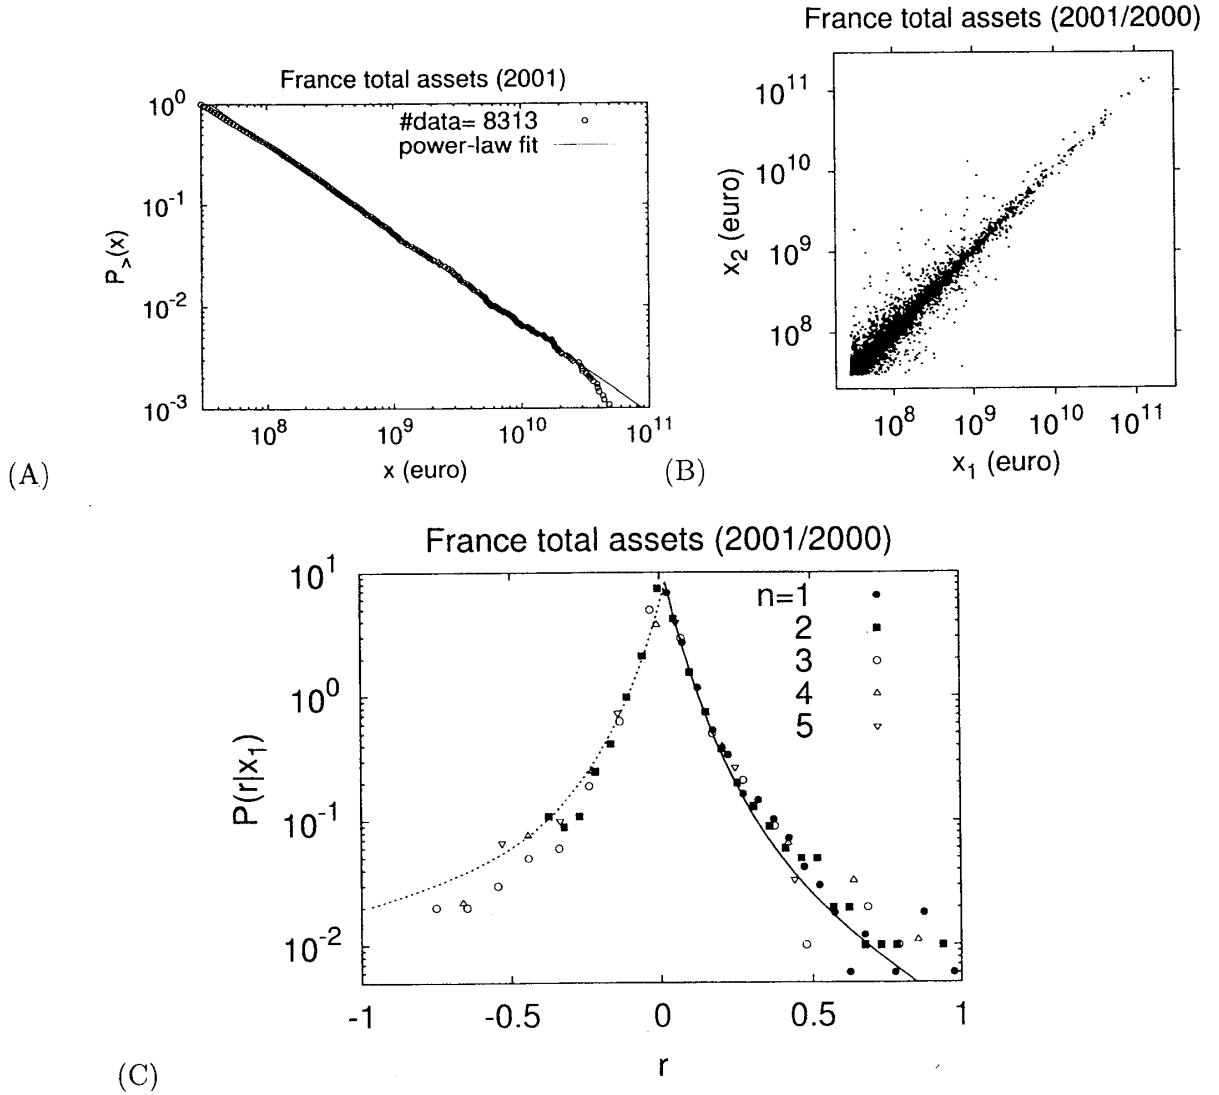 France total assets (2001)
#data= 8313
power-law fit
10^0
10^-1
10^-2
10^-3
P_>(x)
10^8
10^9
10^10
10^11
x (euro)
(A)
France total assets (2001/2000)
10^11
10^10
10^9
10^8
x_2 (euro)
10^8
10^9
10^10
10^11
x_1 (euro)
(B)
France total assets (2001/2000)
10^1
10^0
10^-1
10^-2
P(r|x_1)
n=1
2
3
4
5
-1
-0.5
0
0.5
1
r
(C)